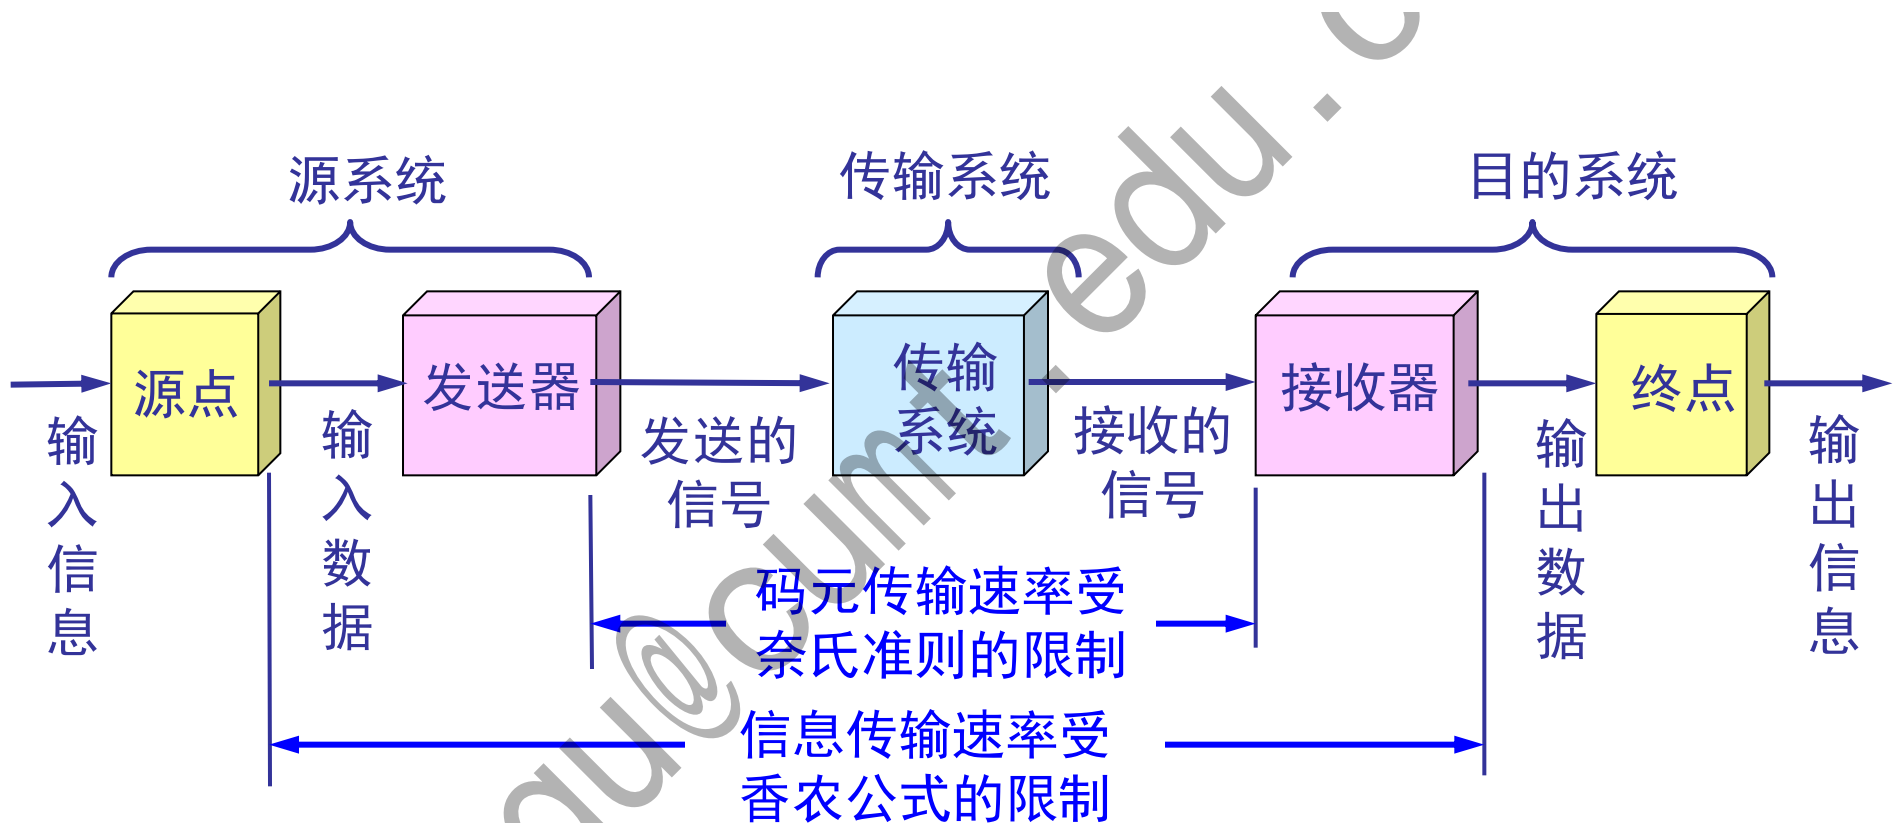 源系统
传输系统
目的系统
源点
发送器
传输
系统
接收器
终点
输入信息
输入数据
发送的
信号
接收的
信号
输出数据
输出信息
码元传输速率受
奈氏准则的限制
信息传输速率受
香农公式的限制
qu@cumt.edu.c